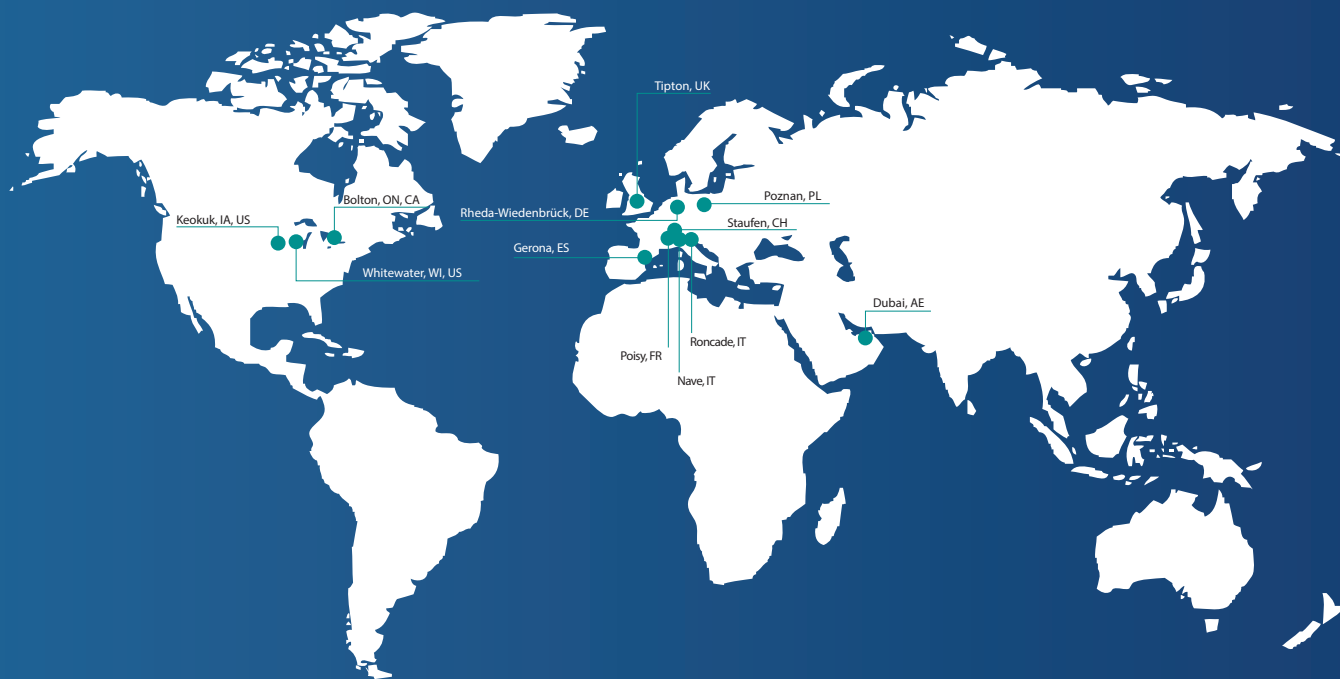 Tipton, UK
Bolton, ON, CA
Poznan, PL
Keokuk, IA, US
Rheda-Wiedenbrück, DE
Staufen, CH
Gerona, ES
Whitewater, WI, US
Dubai, AE
Roncade, IT
Poisy, FR
Nave, IT